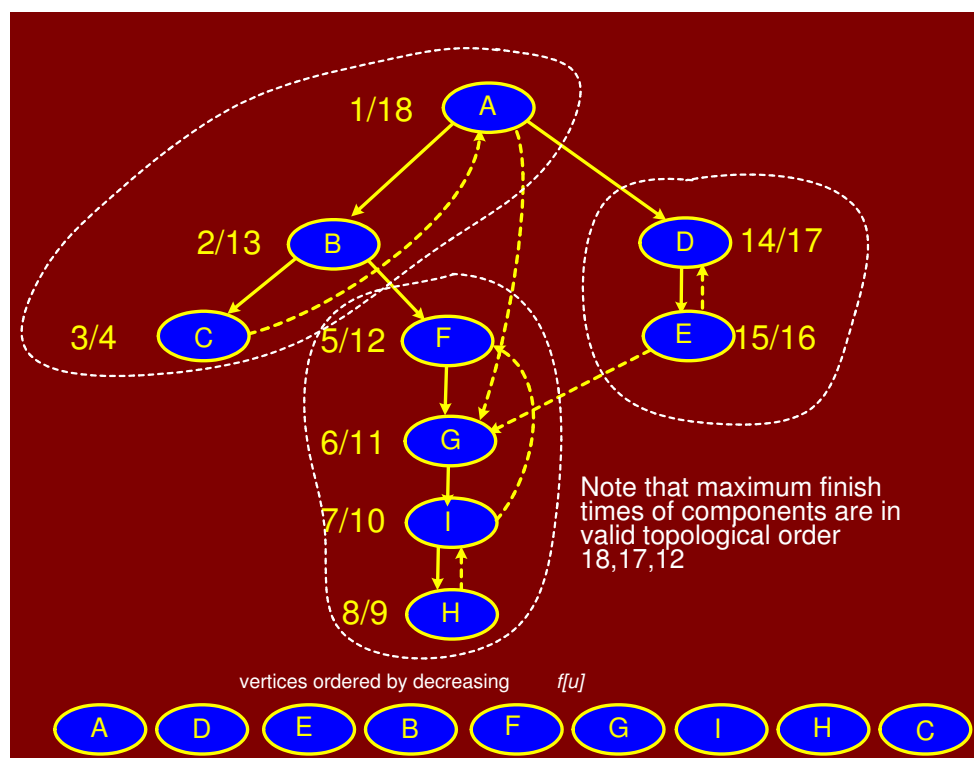 1/18 A
2/13 B
D 14/17
3/4 C
5/12 F
E 15/16
6/11 G
7/10 I
Note that maximum finish
times of components are in
valid topological order
18,17,12
8/9 H
vertices ordered by decreasing f[u]
A D E B F G I H C